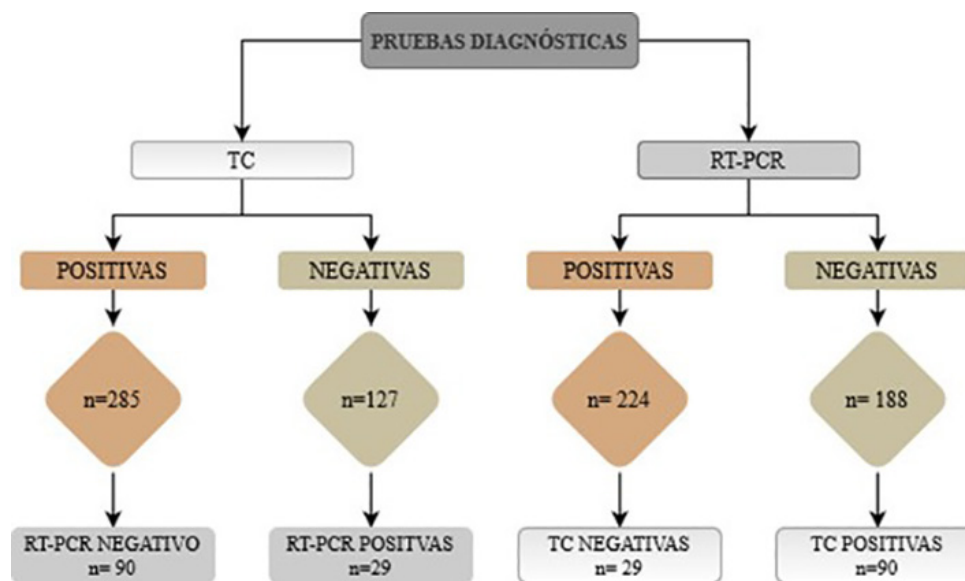 PRUEBAS DIAGNÓSTICAS
TC
RT-PCR
POSITIVAS
NEGATIVAS
POSITIVAS
NEGATIVAS
n=285
n=127
n= 224
n= 188
RT-PCR NEGATIVO
n= 90
RT-PCR POSITVAS
n=29
TC NEGATIVAS
n= 29
TC POSITIVAS
n=90